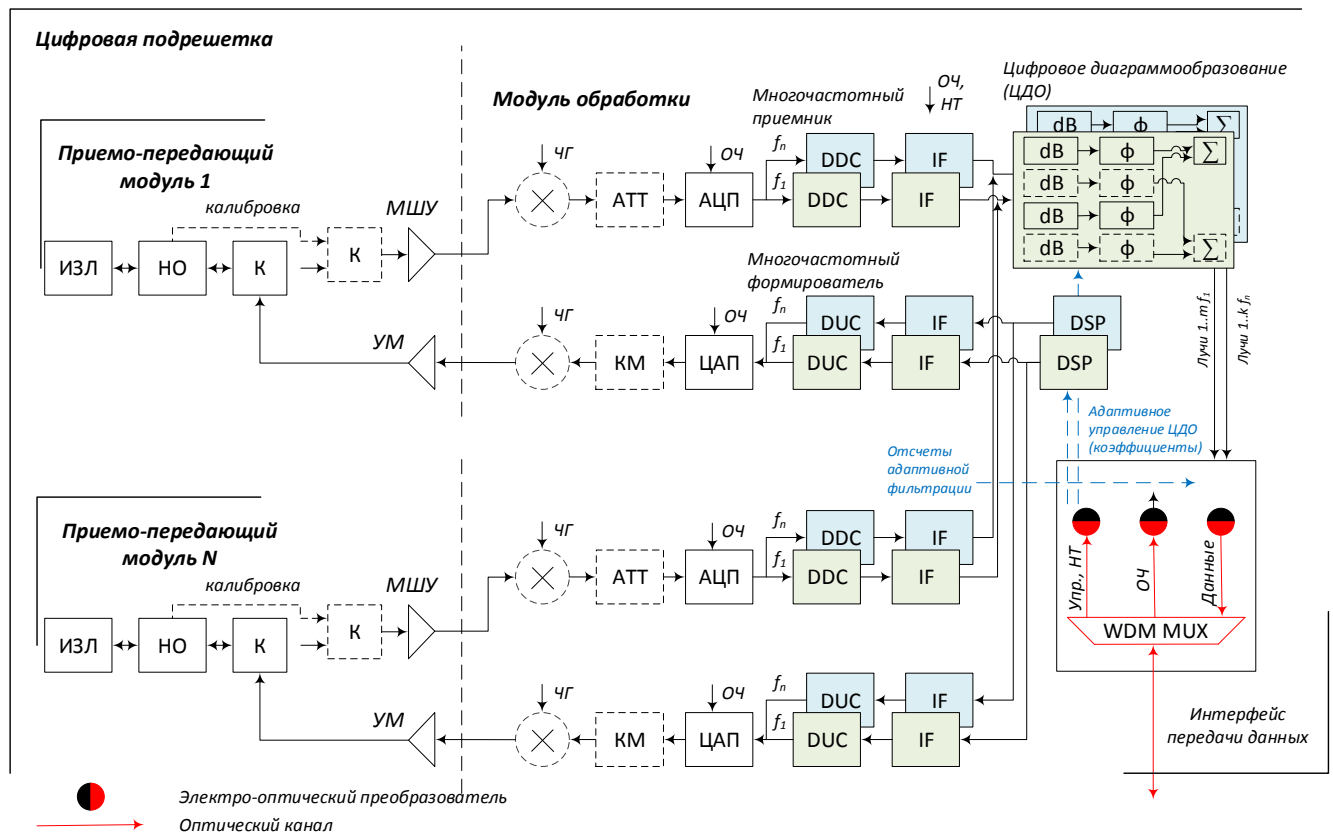 Цифровая подрешетка
Модуль обработки
Многочастотный
приемник
ОЧ,
НТ
Цифровое диаграммообразование
(ЦДО)
Приемо-передающий
модуль 1
калибровка
МШУ
ИЗЛ
НО
К
К
ЧГ
АТТ
ОЧ
АЦП
fₙ
f₁
DDC
DDC
IF
IF
dB
ф
∑
dB
ф
∑
dB
ф
dB
ф
dB
ф
∑
УМ
ЧГ
КМ
ОЧ
ЦАП
Многочастотный
формирователь
fₙ
f₁
DUC
DUC
IF
IF
DSP
DSP
Лучи 1..m f₁
Лучи 1..k fₙ
Адаптивное
управление ЦДО
(коэффициенты)
Отсчеты
адаптивной
фильтрации
Приемо-передающий
модуль N
калибровка
МШУ
ИЗЛ
НО
К
К
ЧГ
АТТ
ОЧ
АЦП
fₙ
f₁
DDC
DDC
IF
IF
Упр., НТ
ОЧ
Данные
WDM MUX
УМ
ЧГ
КМ
ОЧ
ЦАП
fₙ
f₁
DUC
DUC
IF
IF
Интерфейс
передачи данных
Электро-оптический преобразователь
Оптический канал